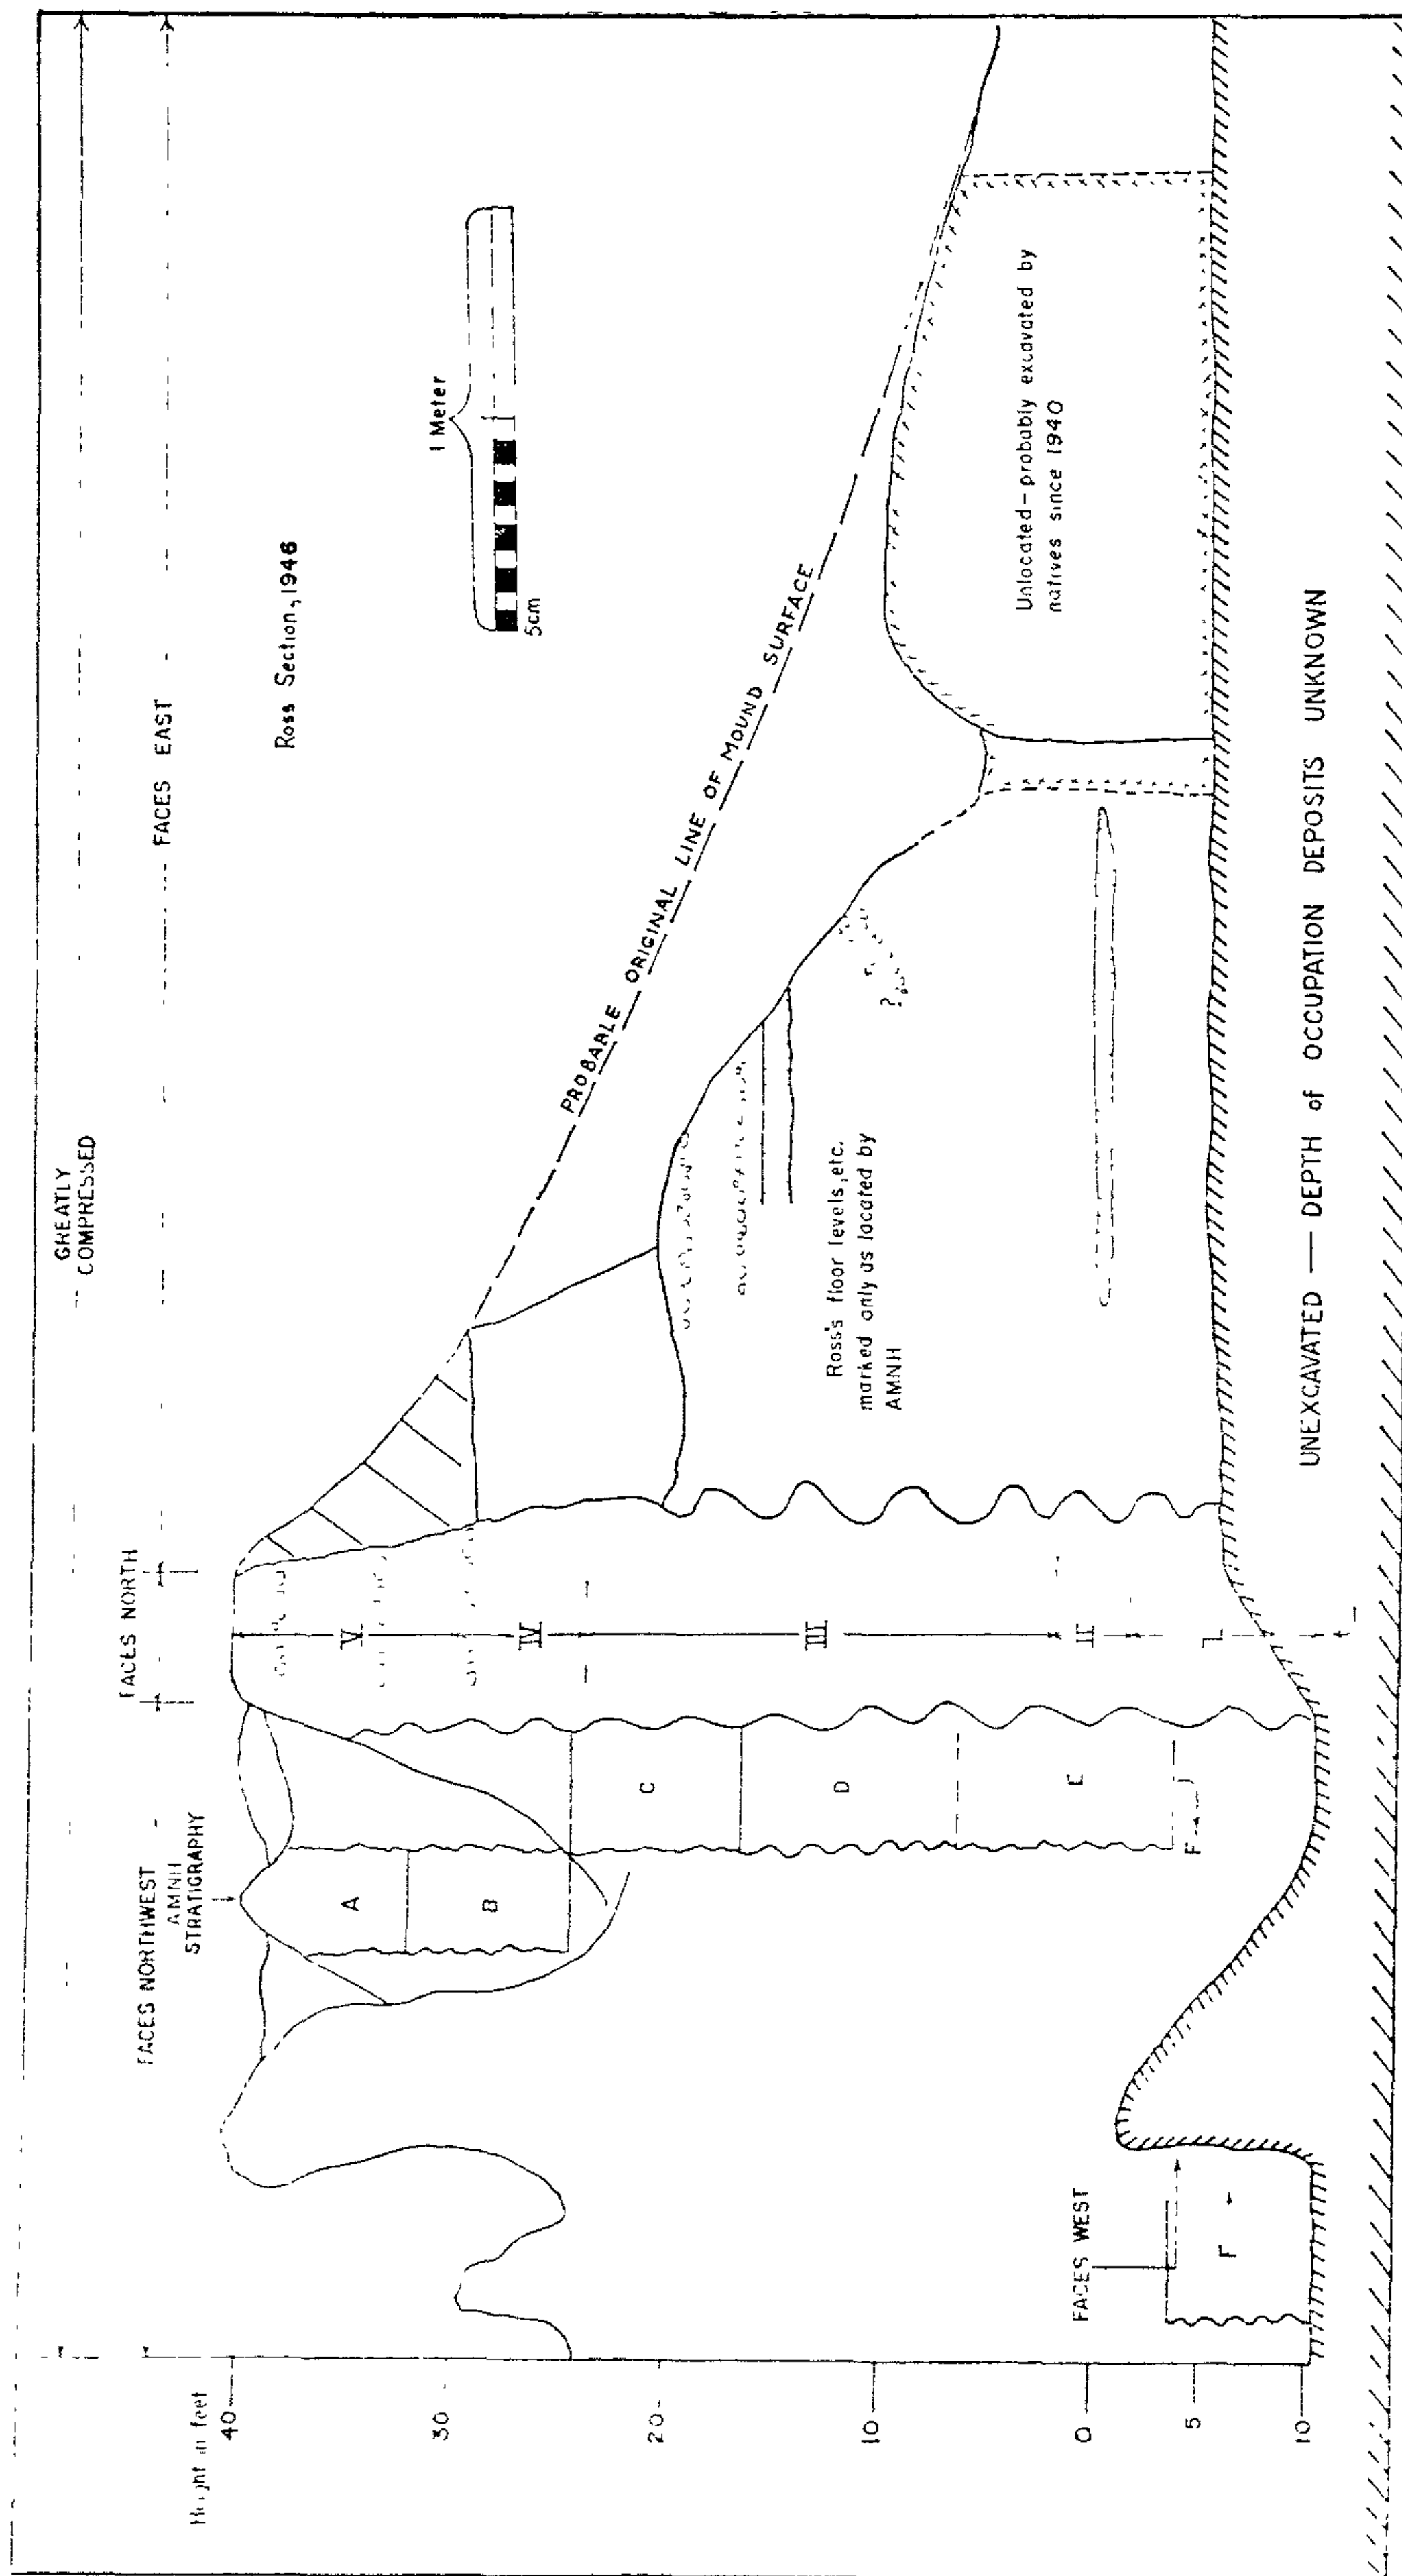 GREATLY
COMPRESSED
FACES EAST
FACES NORTH
FACES NORTHWEST
AMNH
STRATIGRAPHY
Ross Section, 1946
1 Meter
5cm
Height in feet
40
30
20
10
0
5
10
PROBABLE ORIGINAL LINE OF MOUND SURFACE
A
B
C
D
E
F
V
IV
III
II
I
Ross's floor levels, etc.
marked only as located by
AMNH
?
Unlocated – probably excavated by
natives since 1940
FACES WEST
F
UNEXCAVATED — DEPTH of OCCUPATION DEPOSITS UNKNOWN